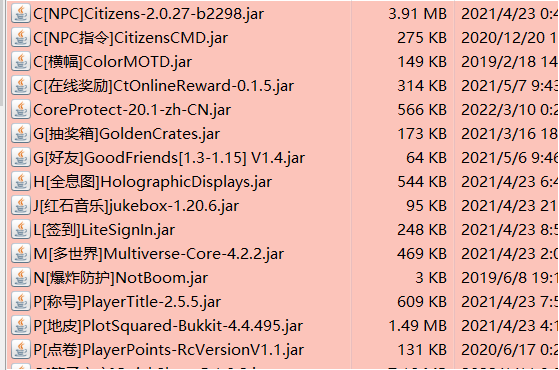 C[NPC]Citizens-2.0.27-b2298.jar 3.91 MB 2021/4/23 0:4
C[NPC指令]CitizensCMD.jar 275 KB 2020/12/20 1
C[横幅]ColorMOTD.jar 149 KB 2019/2/18 14
C[在线奖励]CtOnlineReward-0.1.5.jar 314 KB 2021/5/7 9:43
CoreProtect-20.1-zh-CN.jar 566 KB 2022/3/10 0:2
G[抽奖箱]GoldenCrates.jar 173 KB 2021/3/16 18
G[好友]GoodFriends[1.3-1.15] V1.4.jar 64 KB 2021/5/6 9:46
H[全息图]HolographicDisplays.jar 544 KB 2021/4/23 6:4
J[红石音乐]jukebox-1.20.6.jar 95 KB 2021/4/23 21
L[签到]LiteSignIn.jar 248 KB 2021/4/23 8:5
M[多世界]Multiverse-Core-4.2.2.jar 469 KB 2021/4/23 2:0
N[爆炸防护]NotBoom.jar 3 KB 2019/6/8 19:1
P[称号]PlayerTitle-2.5.5.jar 609 KB 2021/4/23 7:5
P[地皮]PlotSquared-Bukkit-4.4.495.jar 1.49 MB 2021/4/23 4:1
P[点卷]PlayerPoints-RcVersionV1.1.jar 131 KB 2020/6/17 0:2